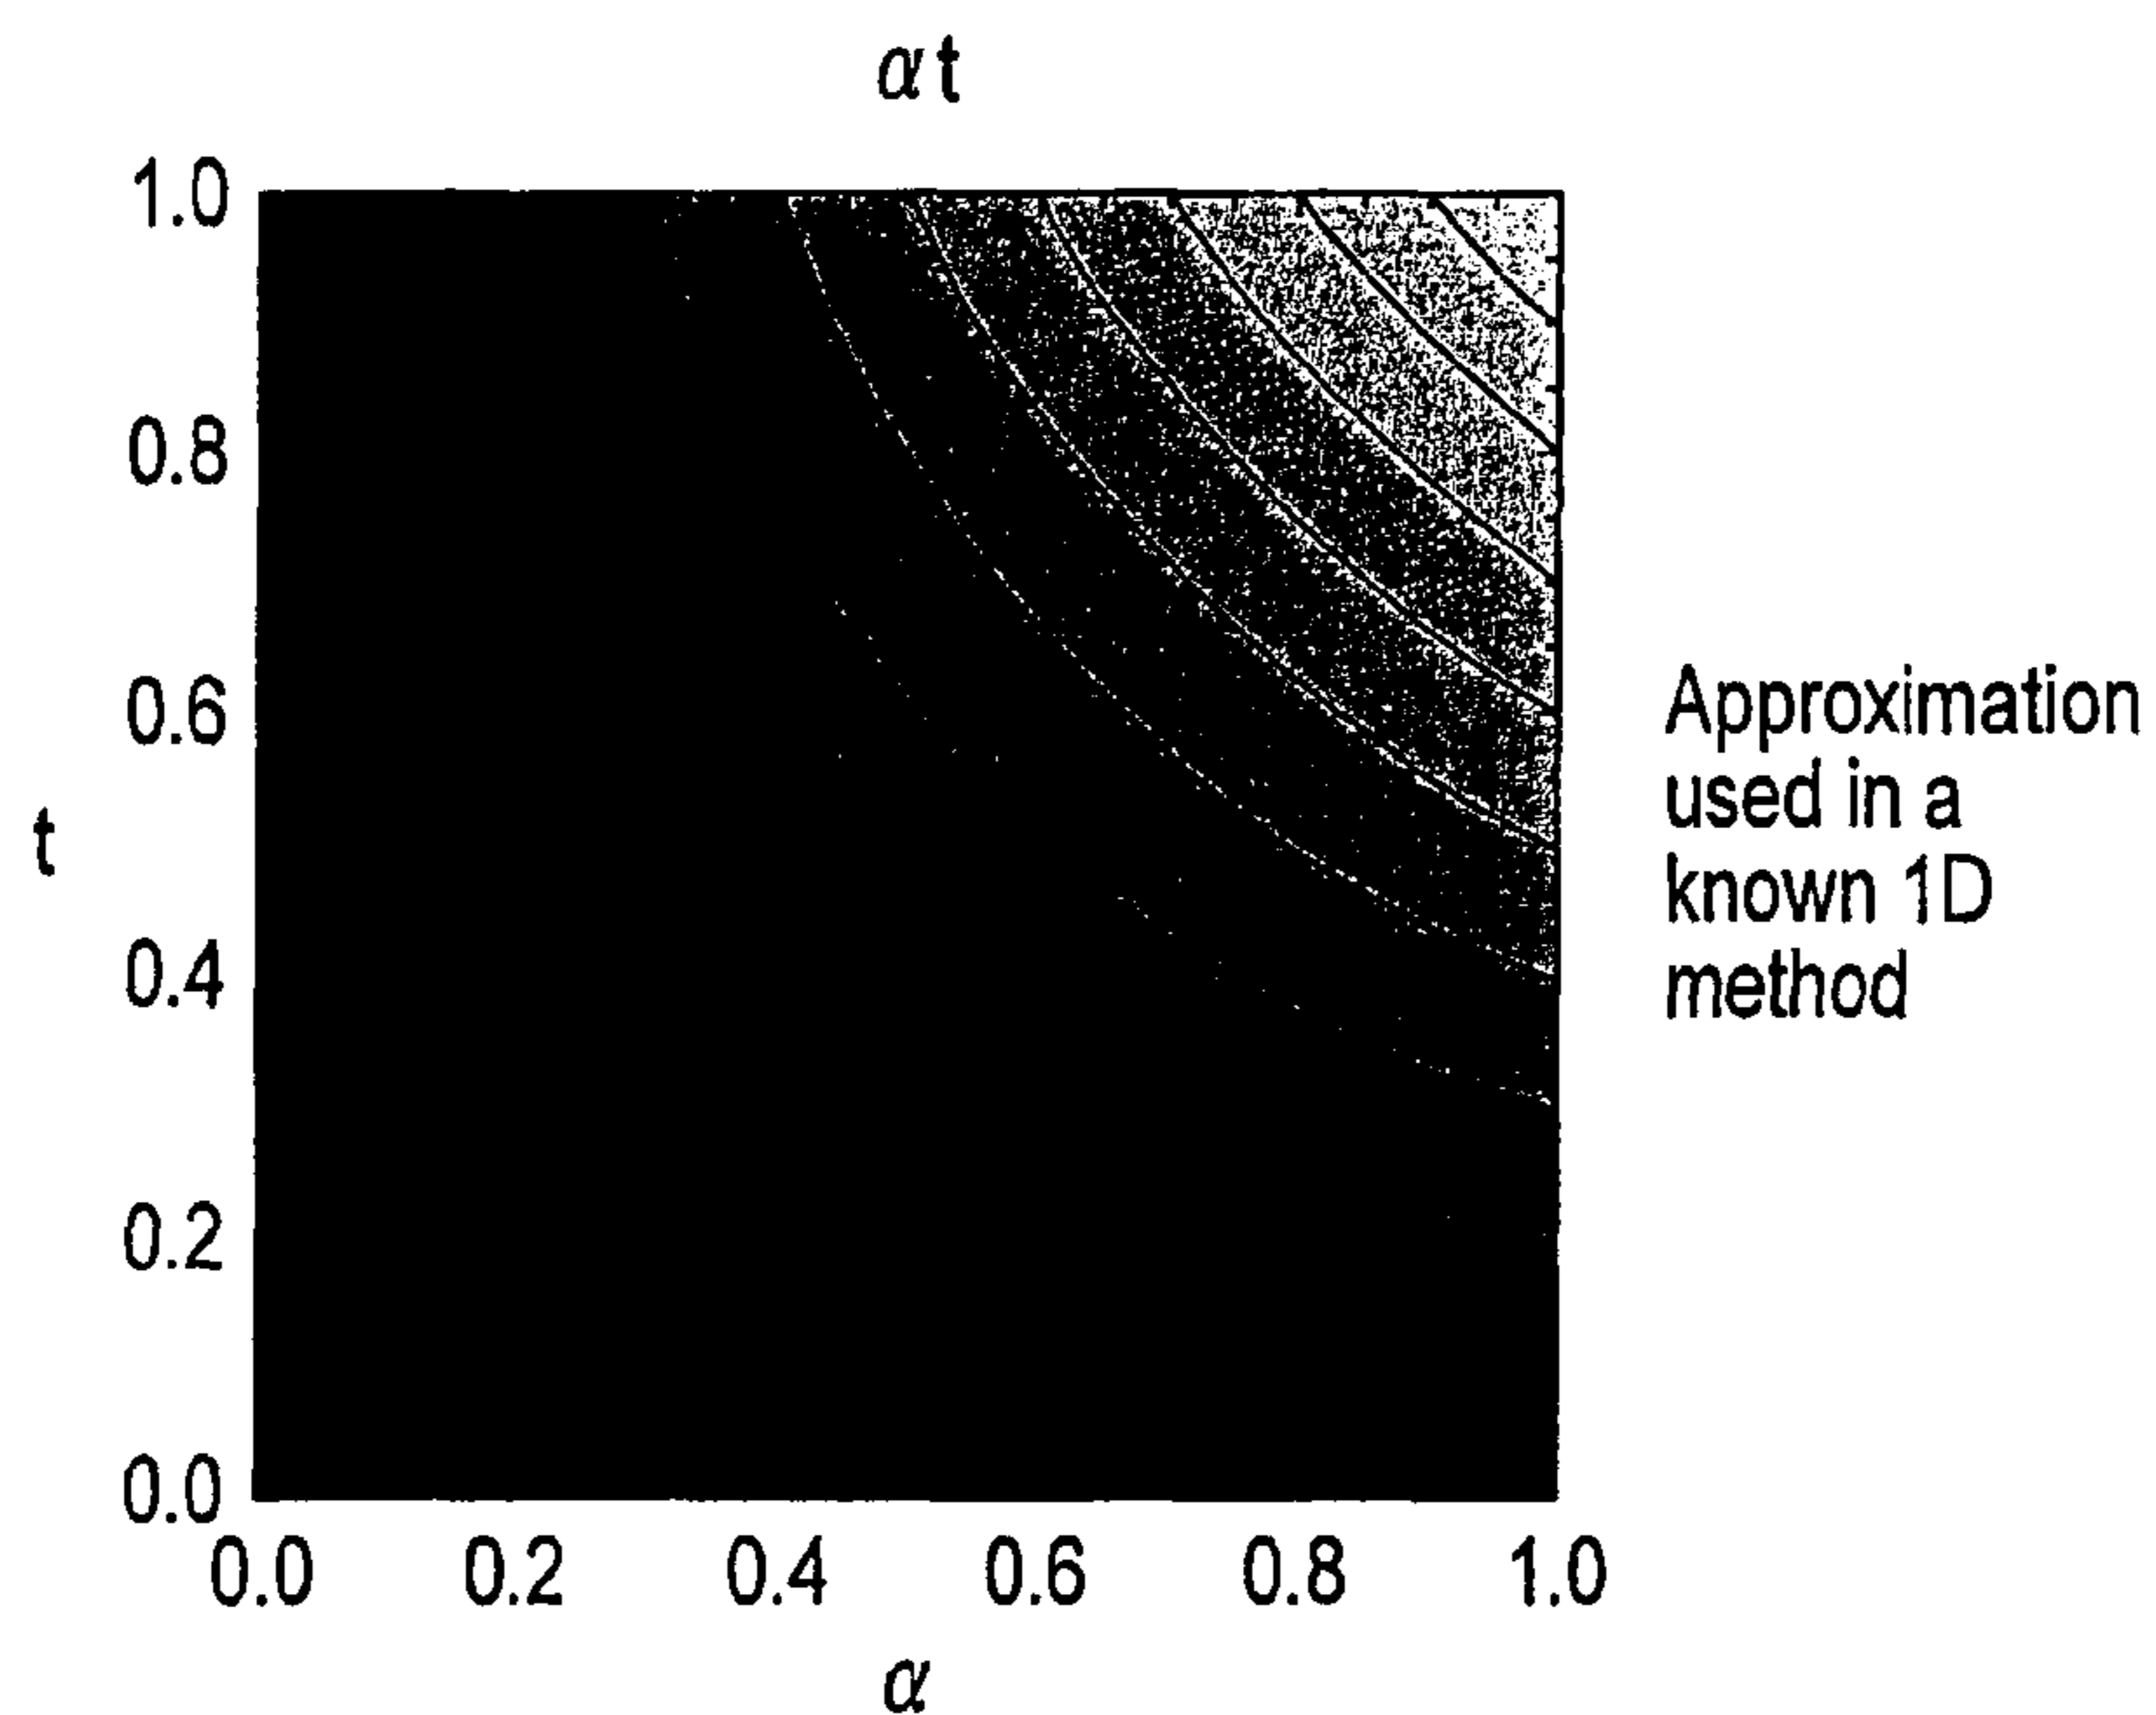 αt
1.0
0.8
0.6
0.4
0.2
0.0
t
0.0 0.2 0.4 0.6 0.8 1.0
α
Approximation
used in a
known 1D
method